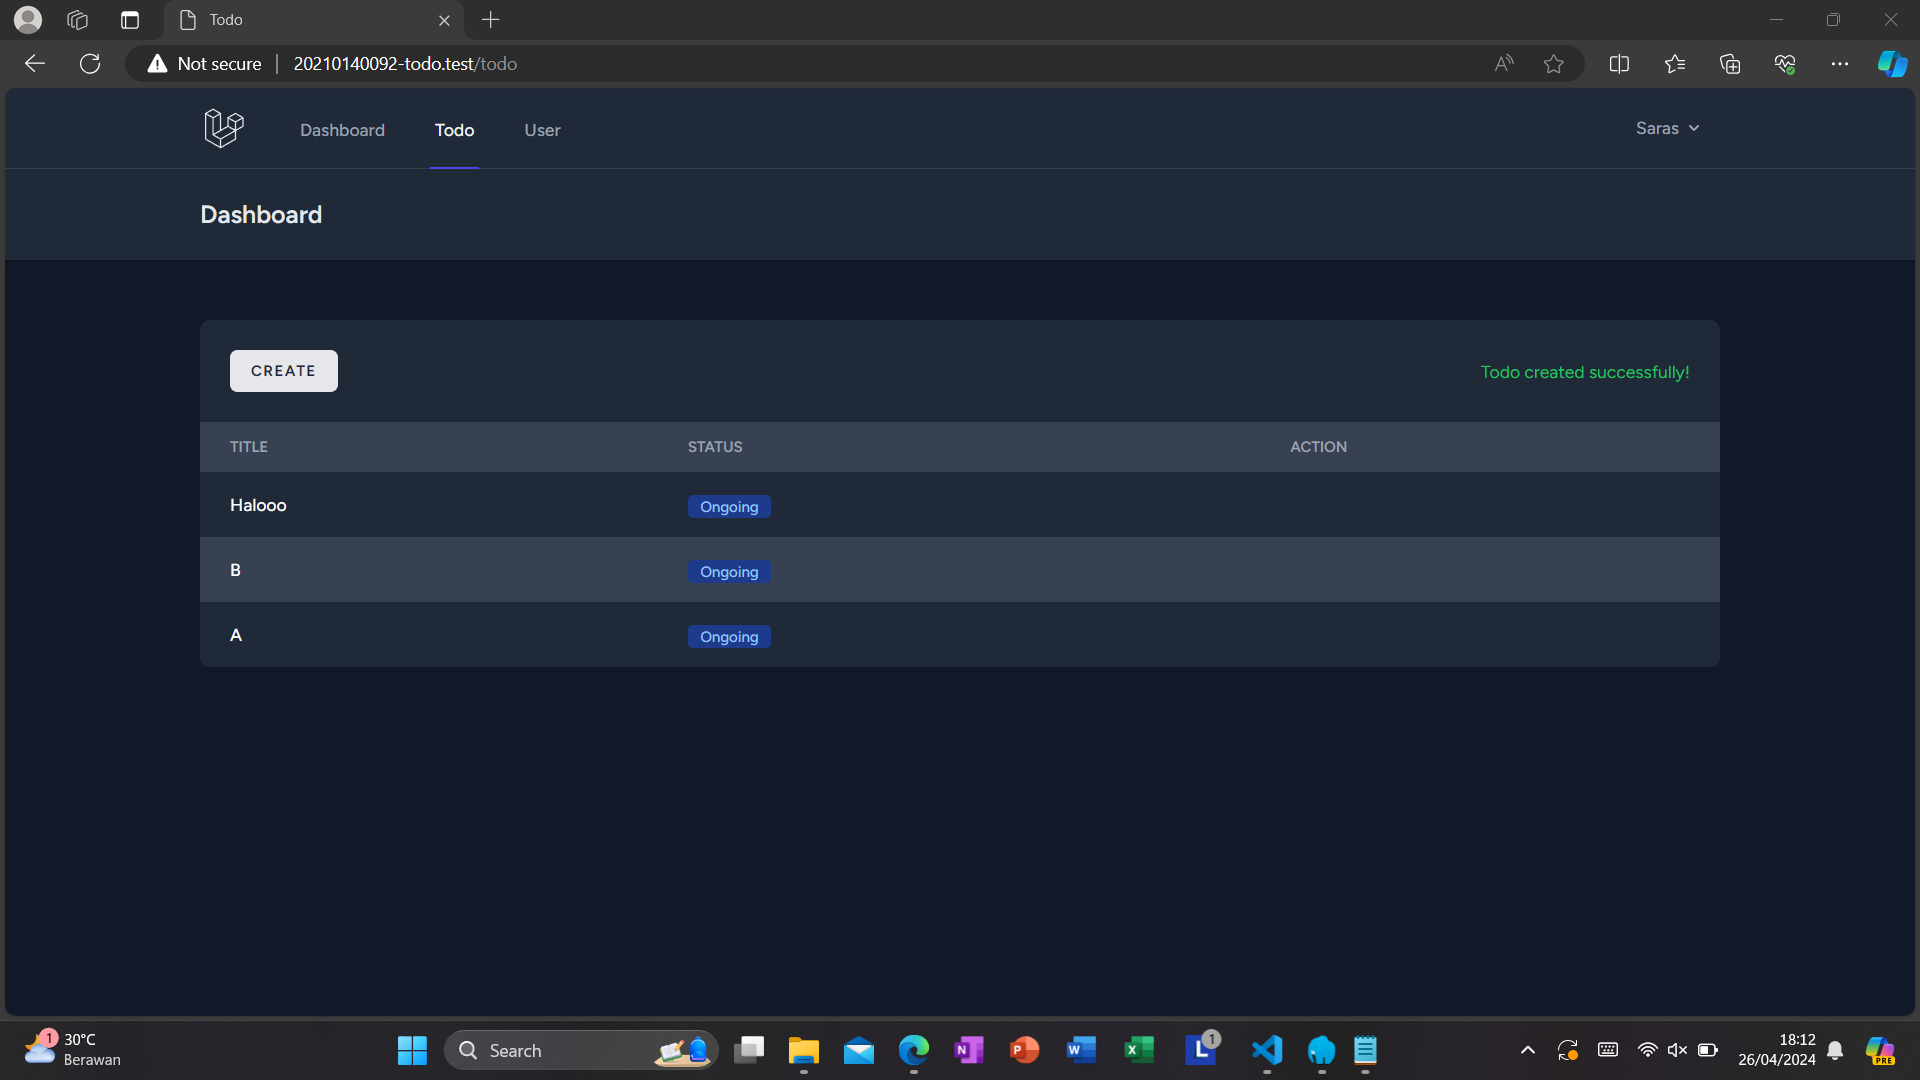 Todo
Not secure
20210140092-todo.test/todo
Dashboard
Todo
User
Saras
Dashboard
CREATE
Todo created successfully!
TITLE
STATUS
ACTION
Halooo
Ongoing
B
Ongoing
A
Ongoing
1
30°C
Berawan
Search
N
P
W
X
L
1
18:12
26/04/2024
PRE